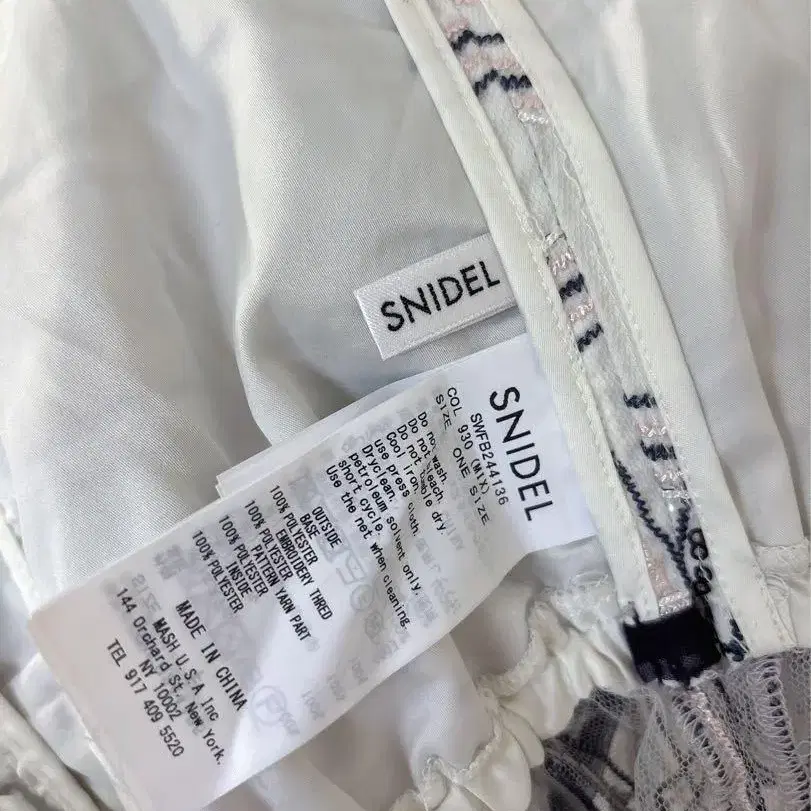 SNIDEL
SNIDEL
SWFB244136
COL 930 (MIX)
SIZE ONE SIZE
Do not wash.
Do not bleach.
Do not tumble dry.
Cool iron.
use press cloth.
Dryclean.
petroleum solvent only.
short cycle.
Use the net when cleaning.
OUTSIDE
BASE
100% POLYESTER
EMBROIDERY THRED
100% POLYESTER
PATTERN YARN PART
100% POLYESTER
INSIDE
100% POLYESTER
MADE IN CHINA
MASH U.S.A Inc
144 Orchard St. New York.
NY 10002
TEL 917 409 5520